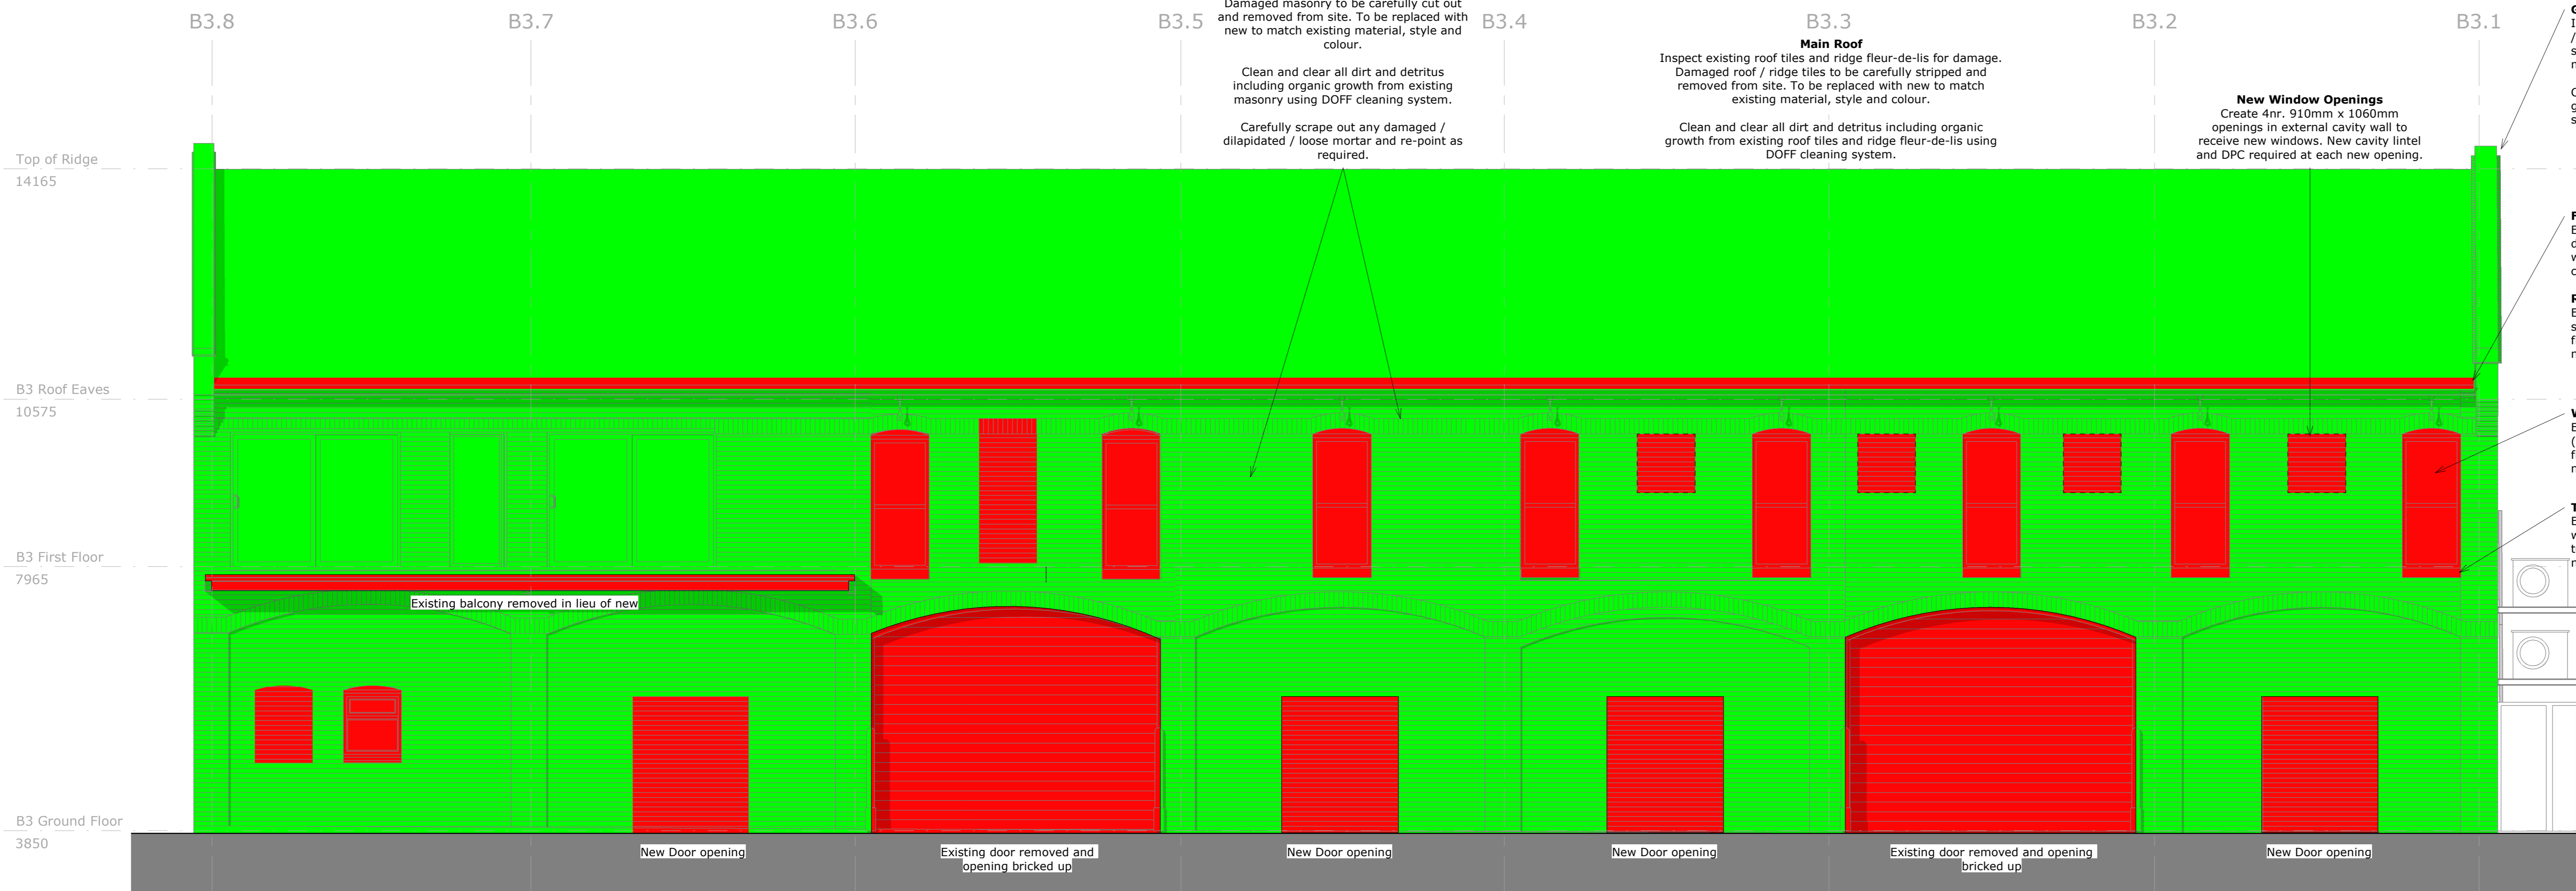 B3.8
B3.7
B3.6
B3.5
B3.4
B3.3
B3.2
B3.1
Damaged masonry to be carefully cut out
and removed from site. To be replaced with
new to match existing material, style and
colour.
Clean and clear all dirt and detritus
including organic growth from existing
masonry using DOFF cleaning system.
Carefully scrape out any damaged /
dilapidated / loose mortar and re-point as
required.
Main Roof
Inspect existing roof tiles and ridge fleur-de-lis for damage.
Damaged roof / ridge tiles to be carefully stripped and
removed from site. To be replaced with new to match
existing material, style and colour.
Clean and clear all dirt and detritus including organic
growth from existing roof tiles and ridge fleur-de-lis using
DOFF cleaning system.
New Window Openings
Create 4nr. 910mm x 1060mm
openings in external cavity wall to
receive new windows. New cavity lintel
and DPC required at each new opening.
Top of Ridge
14165
B3 Roof Eaves
10575
B3 First Floor
7965
B3 Ground Floor
3850
Existing balcony removed in lieu of new
New Door opening
Existing door removed and
opening bricked up
New Door opening
New Door opening
Existing door removed and opening
bricked up
New Door opening